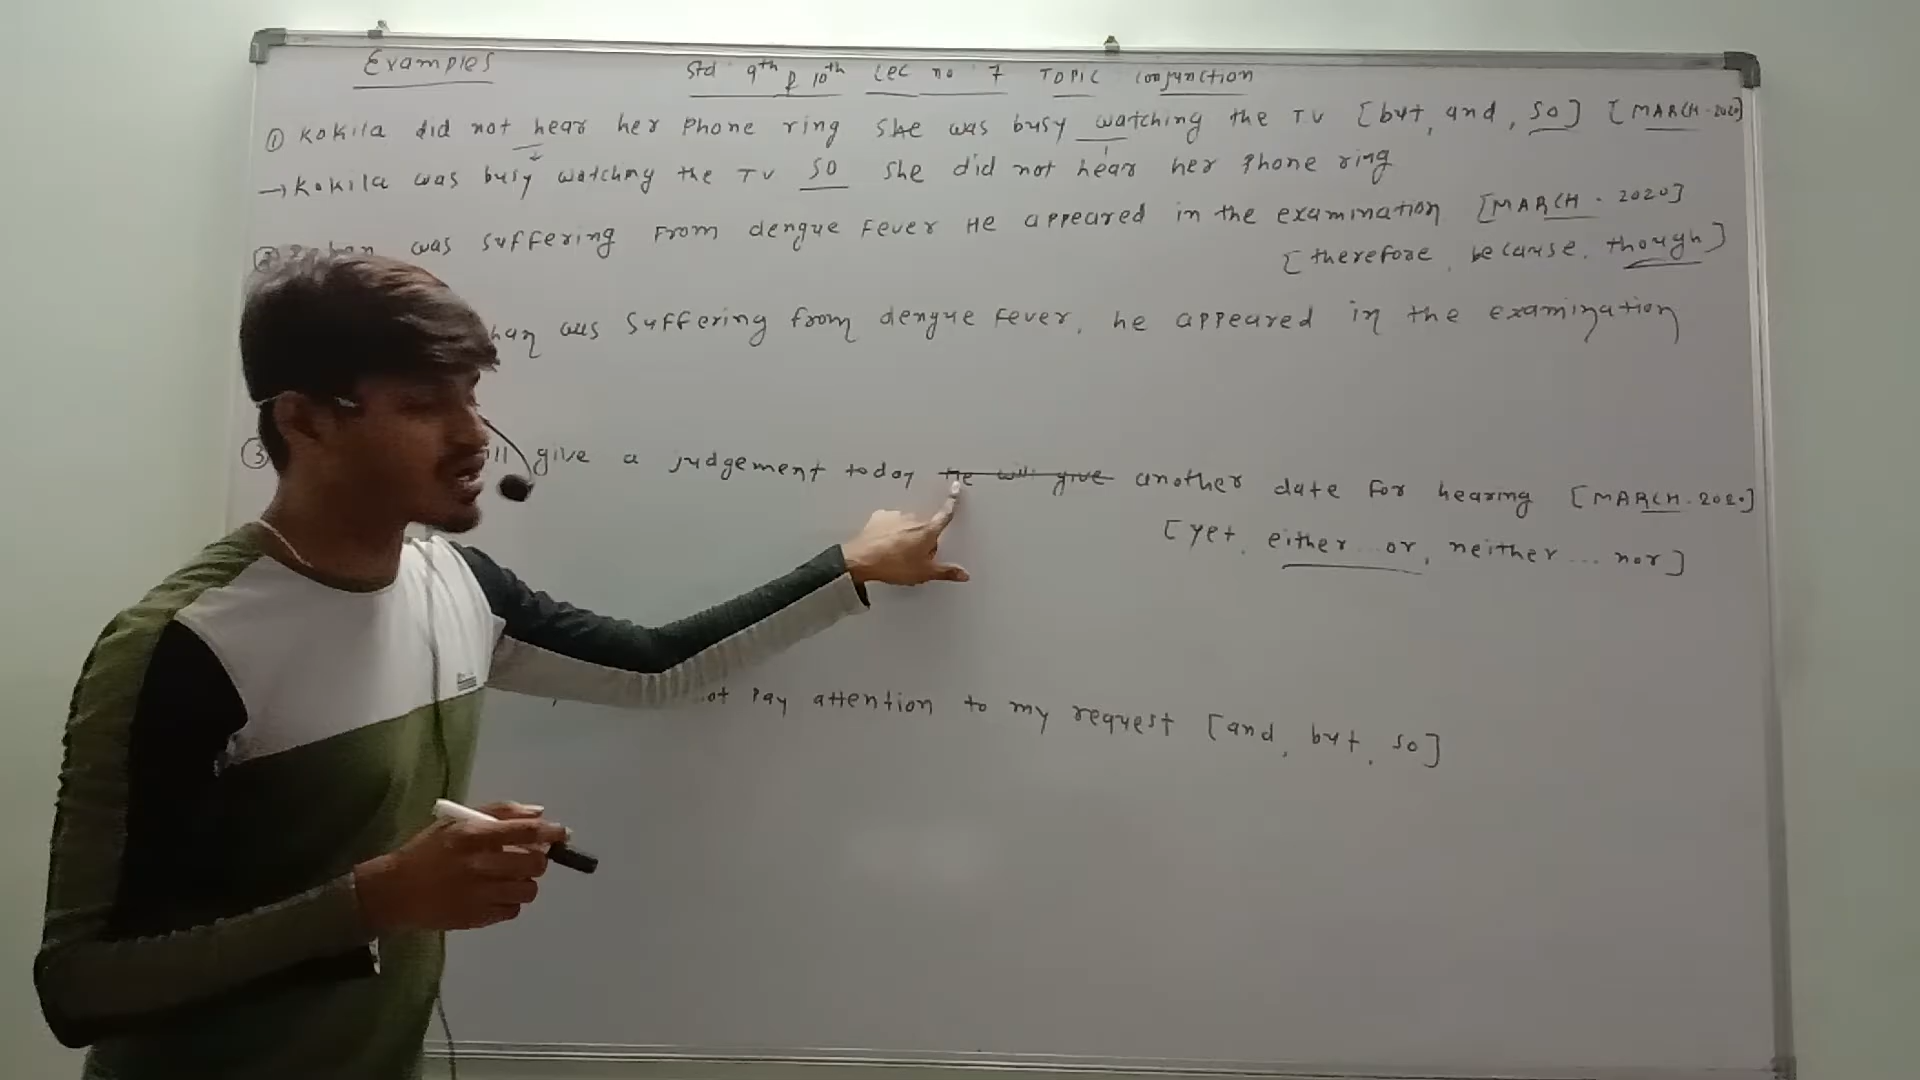 Examples
Std 9th & 10th Lec no 7 TOPIC conjunction
① Kokila did not hear her phone ring she was busy watching the TV [but, and, so] [MARCH-2020]
→ Kokila was busy watching the TV so she did not hear her phone ring
② was suffering from dengue fever He appeared in the examination [MARCH. 2020]
[therefore, because, though]
was suffering from dengue fever, he appeared in the examination
③ give a judgement today He will give another date for hearing [MARCH. 2020]
[yet, either...or, neither... nor]
pay attention to my request [and, but, so]